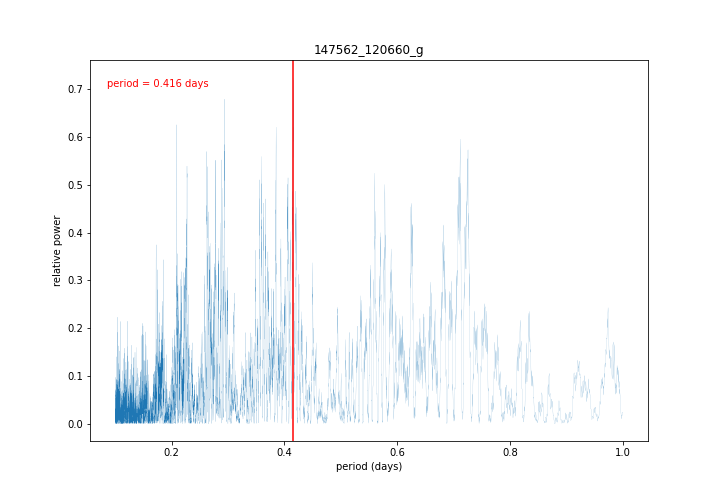 147562_120660_g
period = 0.416 days
relative power
0.7
0.6
0.5
0.4
0.3
0.2
0.1
0.0
0.2 0.4 0.6 0.8 1.0
period (days)